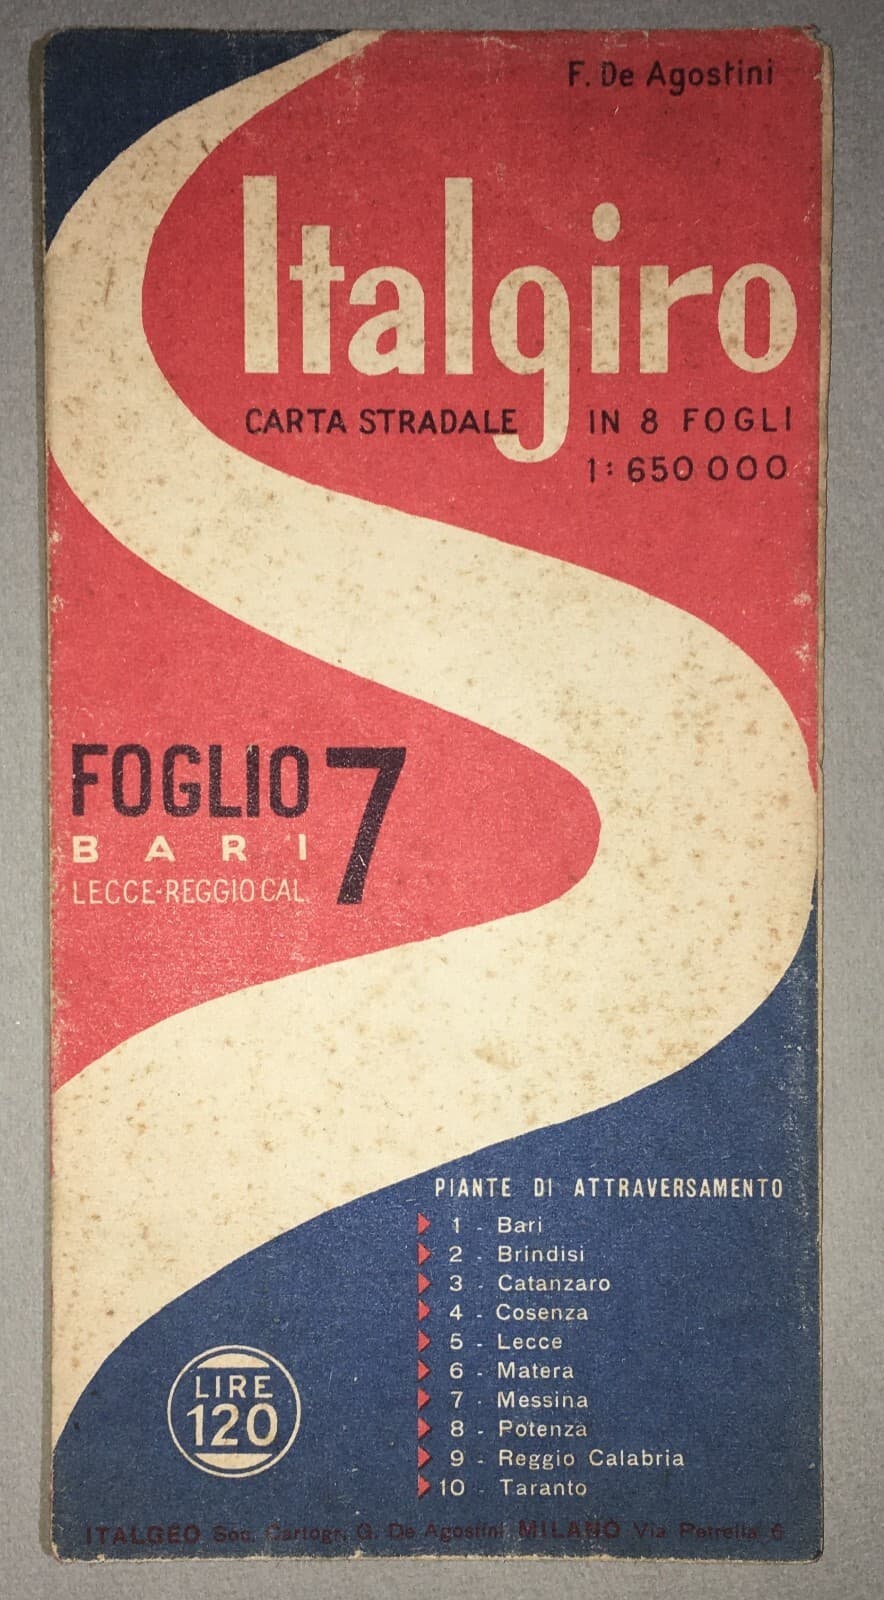 F. De Agostini
Italgiro
CARTA STRADALE IN 8 FOGLI
1:650000
FOGLIO 7
BARI
LECCE-REGGIO CAL.
PIANTE DI ATTRAVERSAMENTO
1 - Bari
2 - Brindisi
3 - Catanzaro
4 - Cosenza
5 - Lecce
6 - Matera
7 - Messina
8 - Potenza
9 - Reggio Calabria
10 - Taranto
LIRE
120
ITALGEO Soc. Cartogr. G. De Agostini MILANO Via Petrella 6